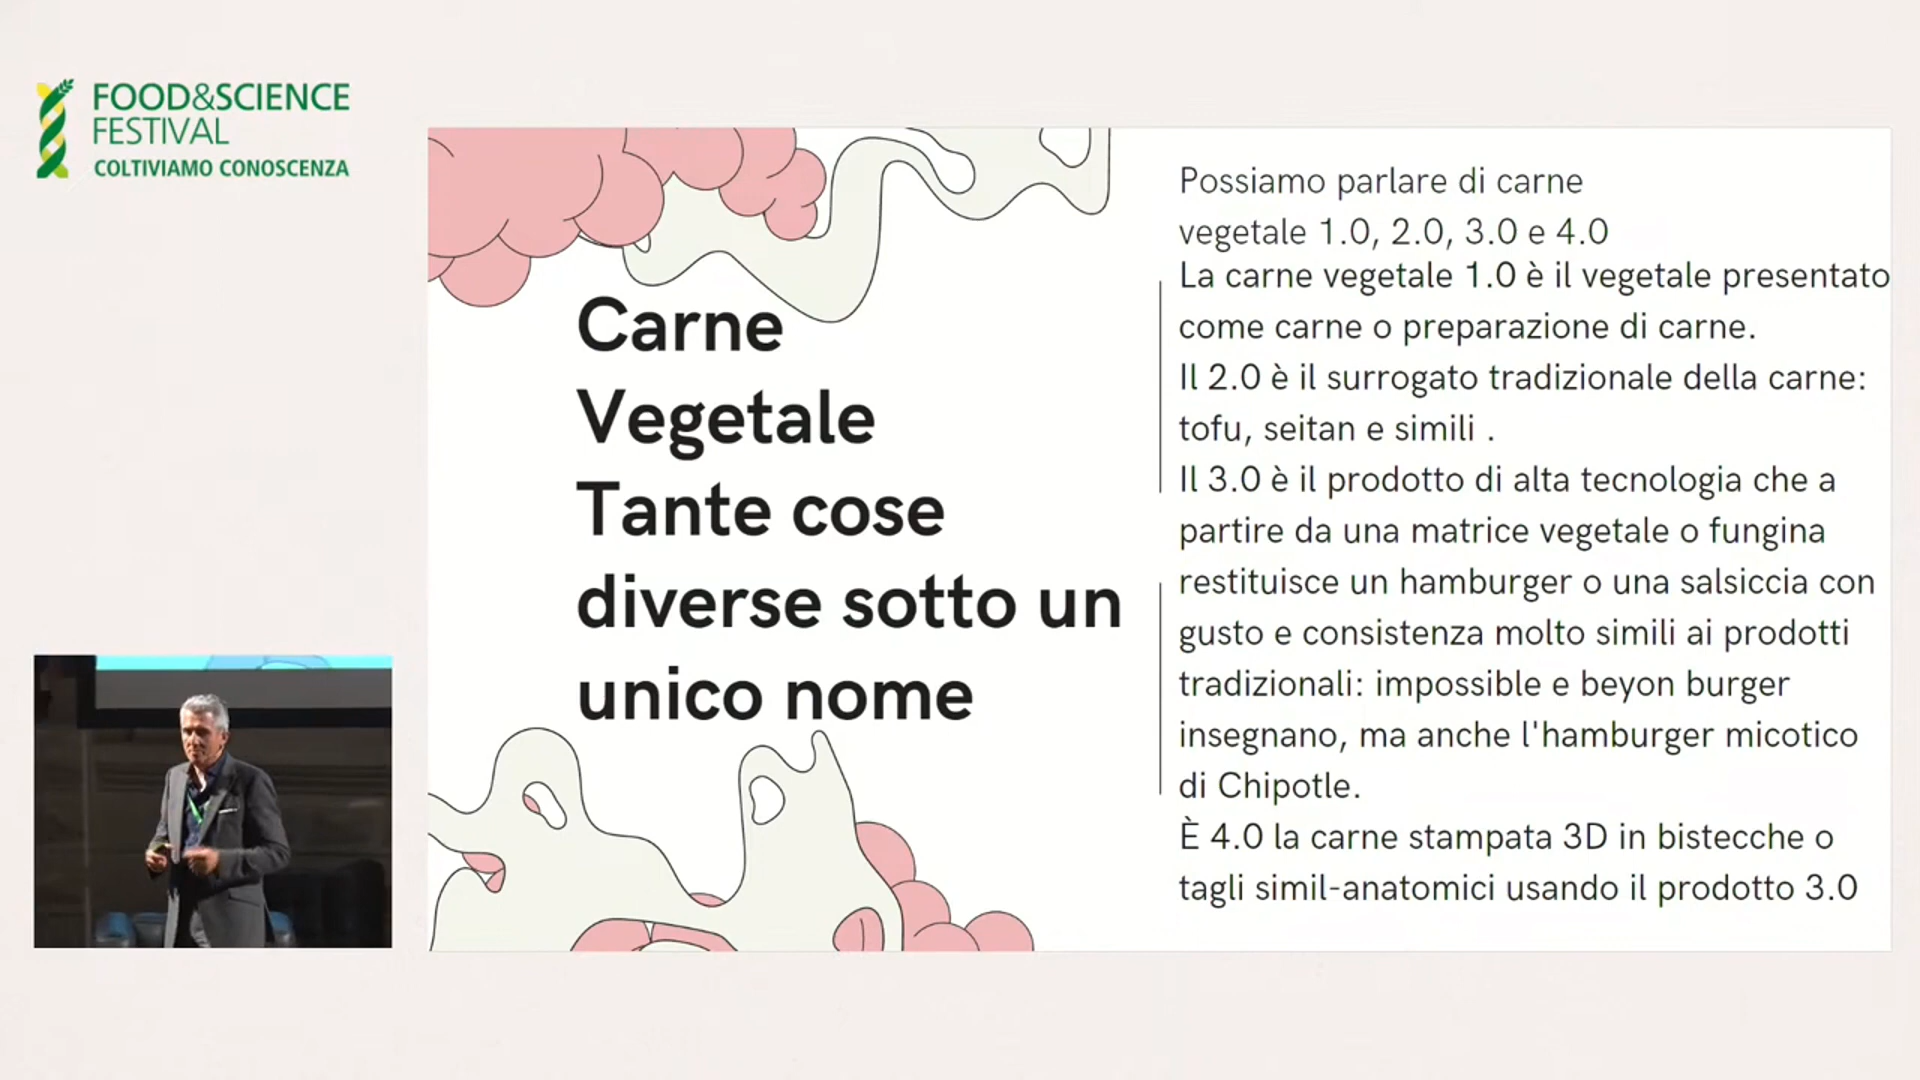 FOOD&SCIENCE
FESTIVAL
COLTIVIAMO CONOSCENZA
Carne
Vegetale
Tante cose
diverse sotto un
unico nome
Possiamo parlare di carne
vegetale 1.0, 2.0, 3.0 e 4.0
La carne vegetale 1.0 è il vegetale presentato
come carne o preparazione di carne.
Il 2.0 è il surrogato tradizionale della carne:
tofu, seitan e simili .
Il 3.0 è il prodotto di alta tecnologia che a
partire da una matrice vegetale o fungina
restituisce un hamburger o una salsiccia con
gusto e consistenza molto simili ai prodotti
tradizionali: impossible e beyon burger
insegnano, ma anche l'hamburger micotico
di Chipotle.
È 4.0 la carne stampata 3D in bistecche o
tagli simil-anatomici usando il prodotto 3.0